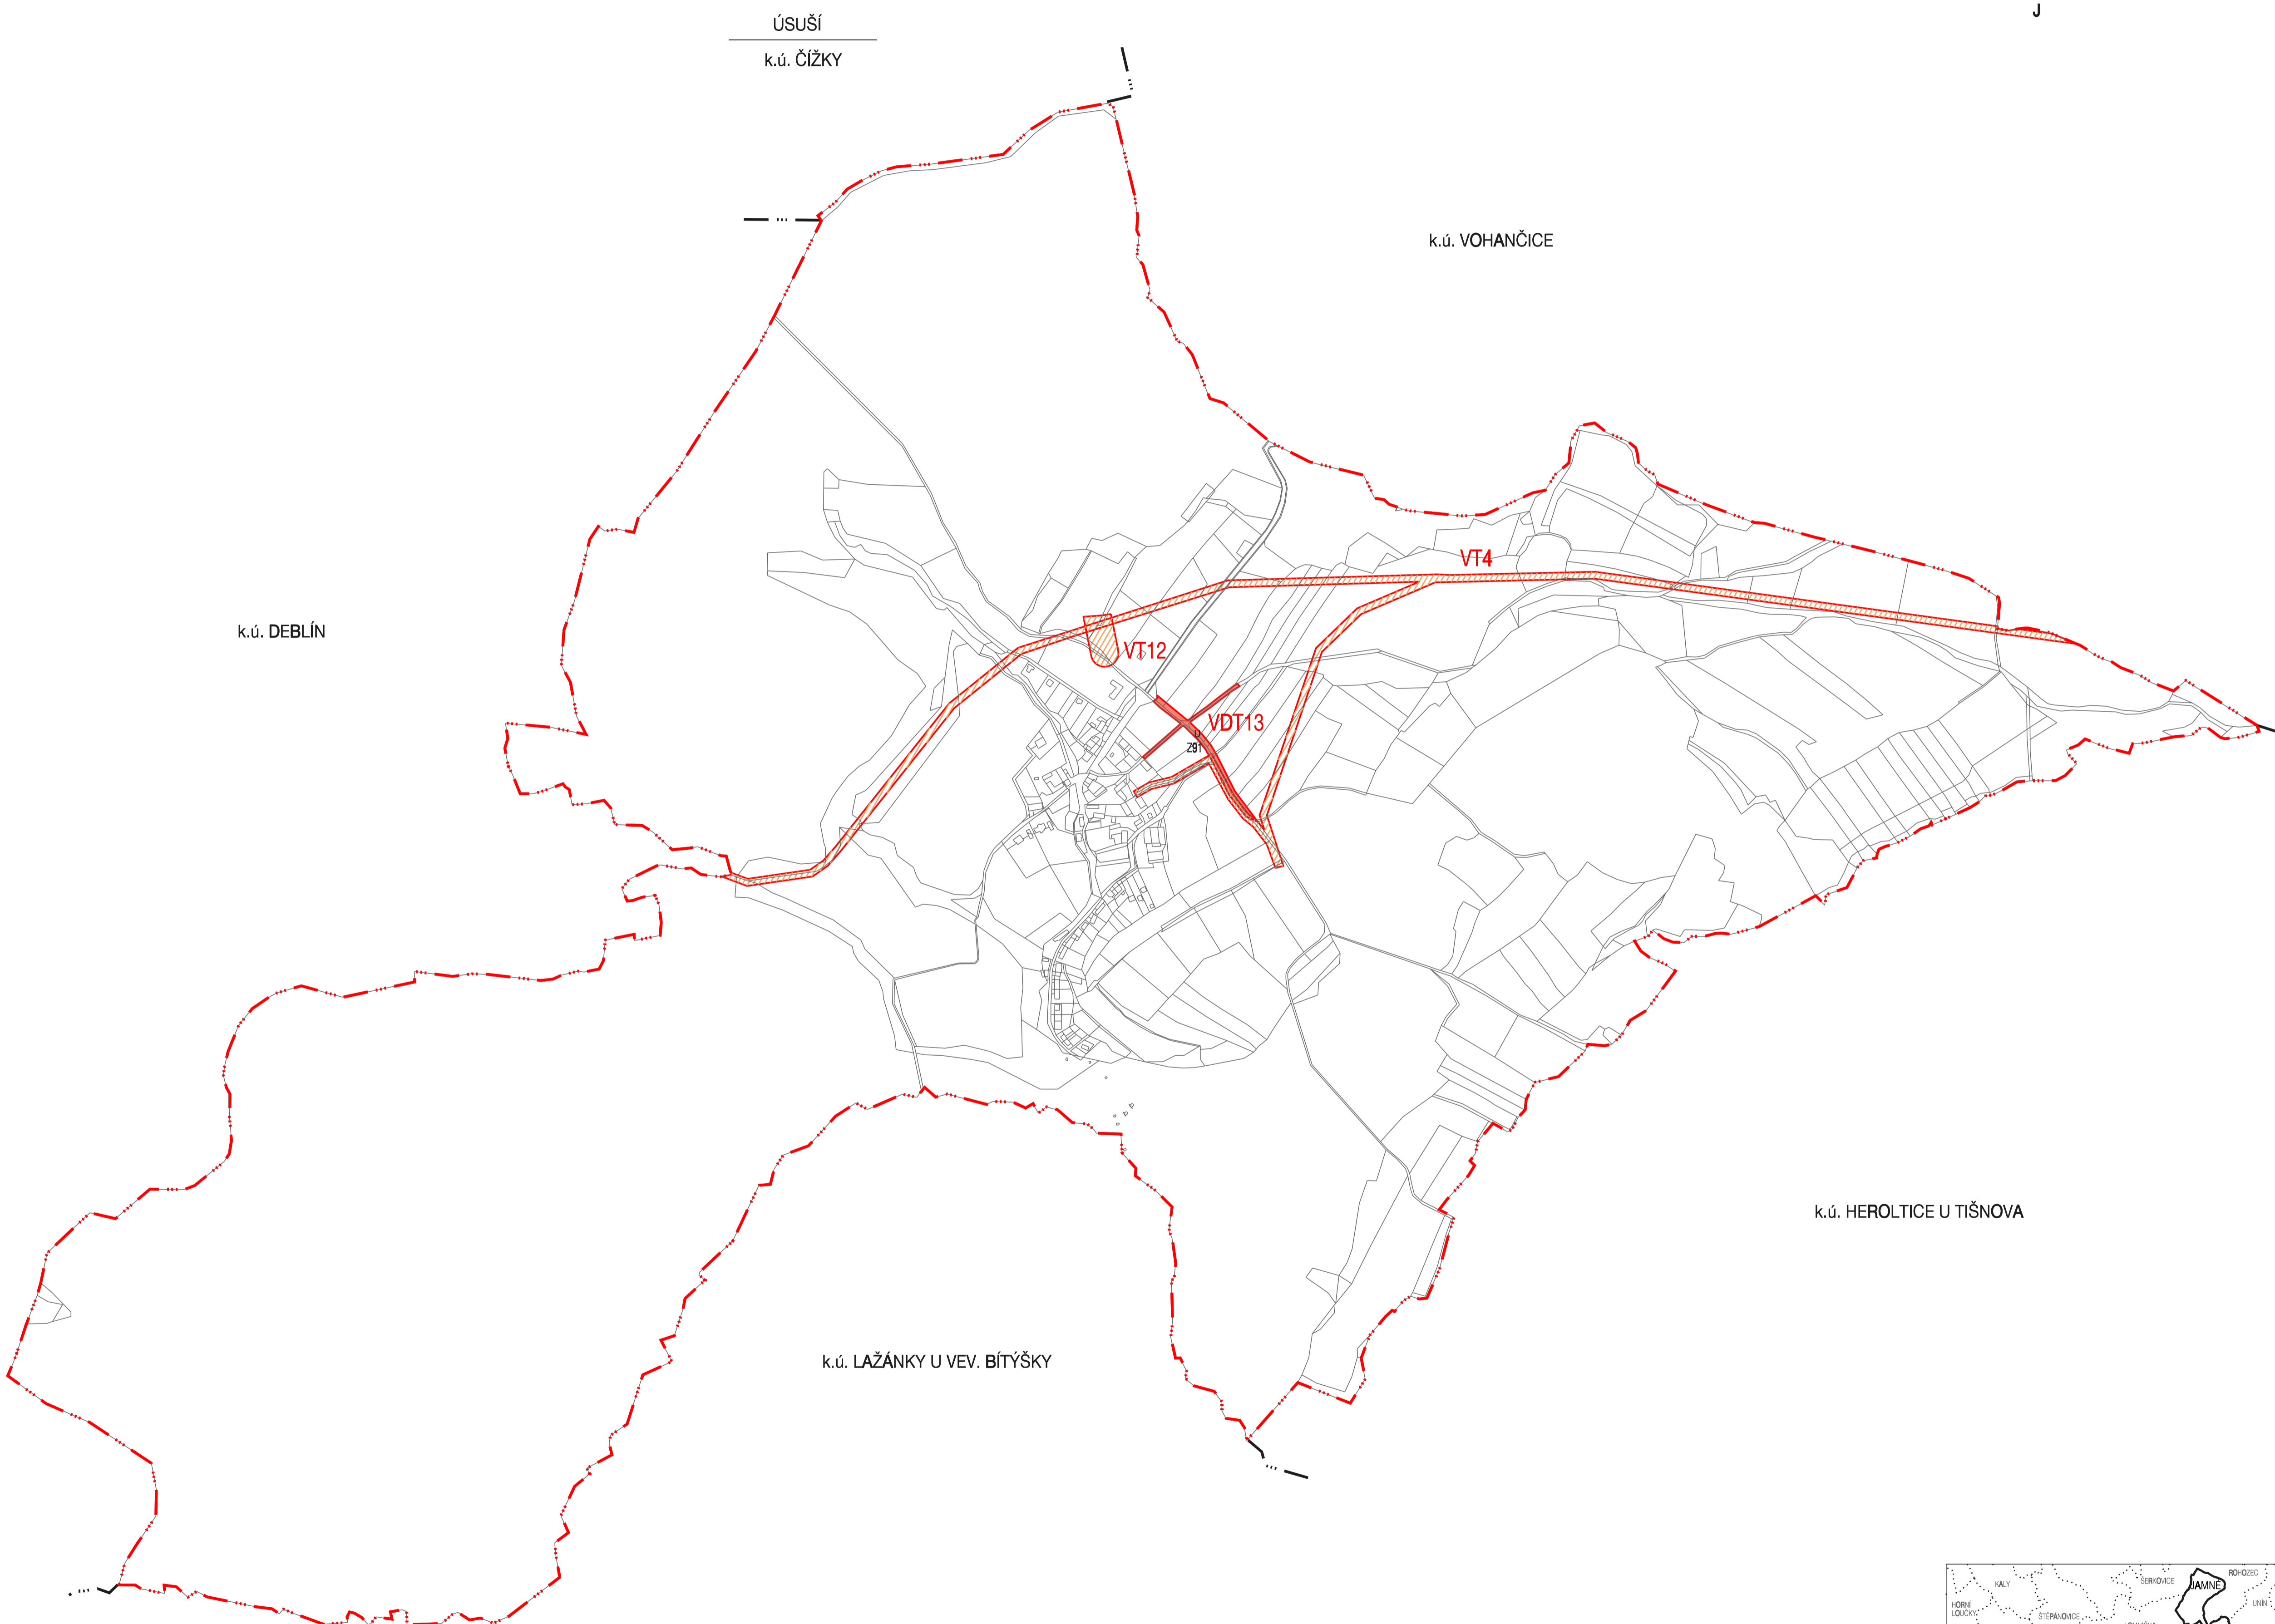 J
ÚSUŠÍ
k.ú. ČÍŽKY
k.ú. VOHANČICE
VT4
k.ú. DEBLÍN
VT12
VDT13
U
Z91
k.ú. HEROLTICE U TIŠNOVA
k.ú. LAŽÁNKY U VEV. BÍTÝŠKY
ROHOZEC
ŠERKOVICE
KALY
JAMNÉ
HORNÍ
LOUČKY
UNÍN
ŠTĚPÁNOVICE